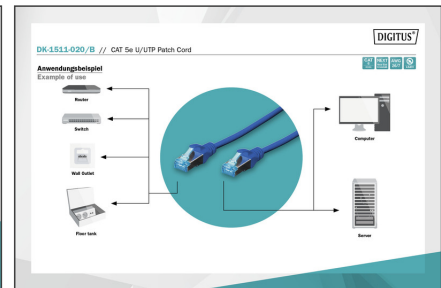 DIGITUS®
DK-1511-020/B // CAT 5e U/UTP Patch Cord
Anwendungsbeispiel
Example of use
Router
Switch
Wall Outlet
Floor tank
Computer
Server